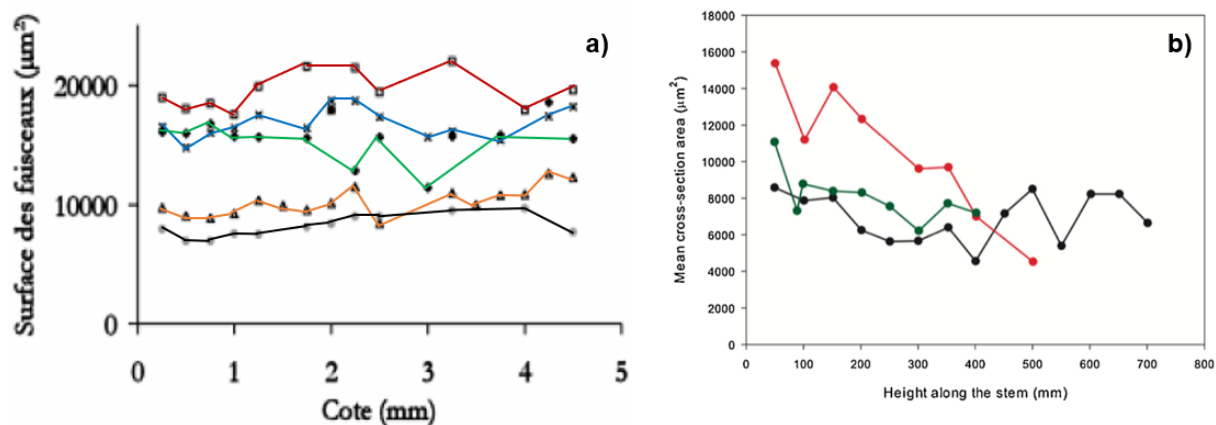 a)
Surface des faisceaux (µm²)
20000
10000
0
0 1 2 3 4 5
Cote (mm)
b)
Mean cross-section area (µm²)
18000
16000
14000
12000
10000
8000
6000
4000
2000
0
0 100 200 300 400 500 600 700 800
Height along the stem (mm)